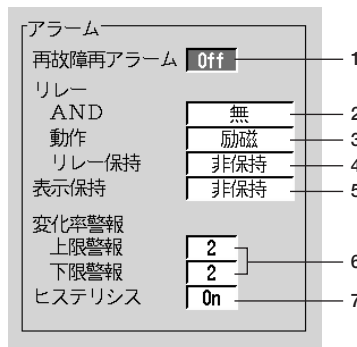 アラーム
再故障再アラーム Off 1
リレー
AND 無 2
動作 励磁 3
リレー保持 非保持 4
表示保持 非保持 5
変化率警報
上限警報 2
6
下限警報 2
ヒステリシス On 7